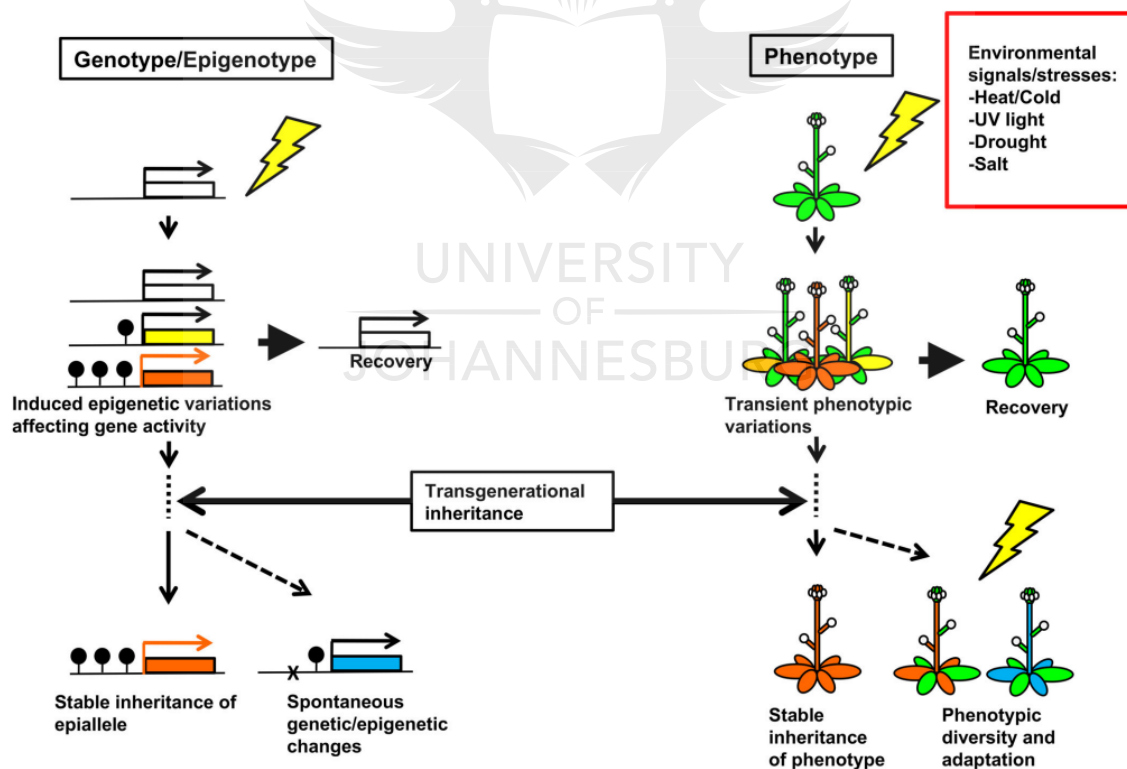 Genotype/Epigenotype
Phenotype
Environmental
signals/stresses:
-Heat/Cold
-UV light
-Drought
-Salt
UNIVERSITY
OF
JOHANNESBURG
Recovery
Induced epigenetic variations
affecting gene activity
Transient phenotypic
variations
Recovery
Transgenerational
inheritance
X
Stable inheritance of
epiallele
Spontaneous
genetic/epigenetic
changes
Stable
inheritance
of phenotype
Phenotypic
diversity and
adaptation